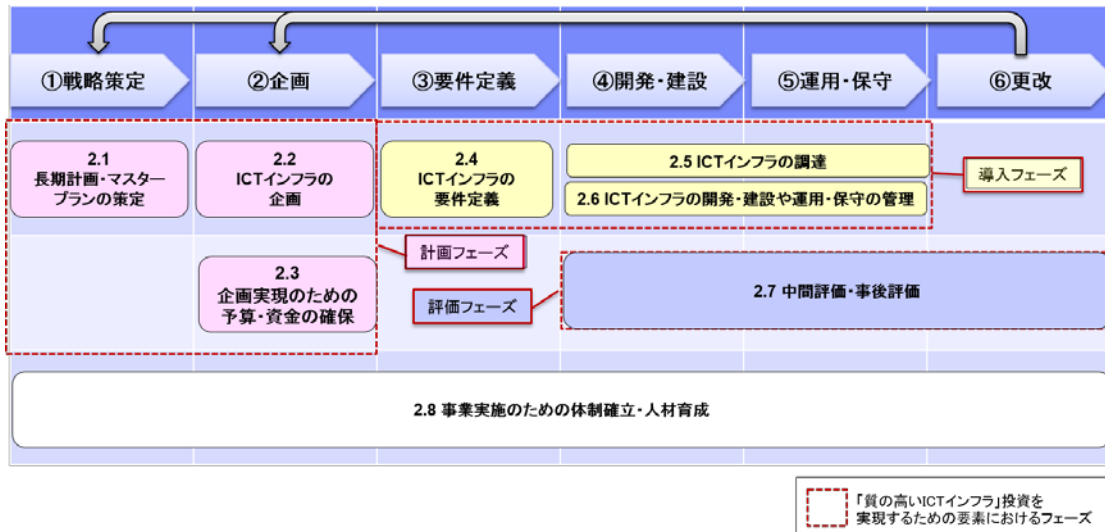 ①戦略策定
②企画
③要件定義
④開発・建設
⑤運用・保守
⑥更改
2.1
長期計画・マスター
プランの策定
2.2
ICTインフラの
企画
2.4
ICTインフラの
要件定義
2.5 ICTインフラの調達
2.6 ICTインフラの開発・建設や運用・保守の管理
導入フェーズ
計画フェーズ
2.3
企画実現のための
予算・資金の確保
評価フェーズ
2.7 中間評価・事後評価
2.8 事業実施のための体制確立・人材育成
「質の高いICTインフラ」投資を
実現するための要素におけるフェーズ